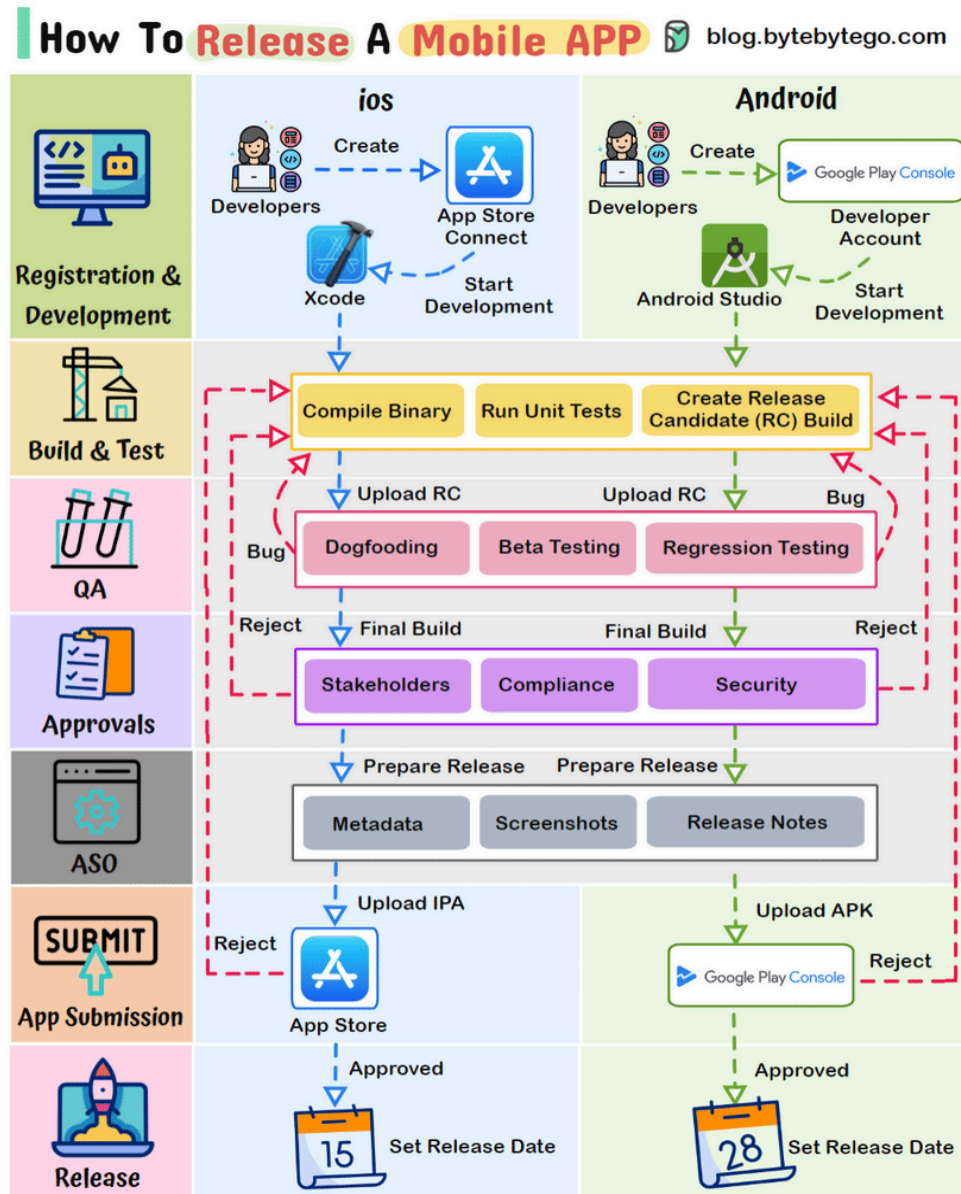 How To Release A Mobile APP
blog.bytebytego.com
ios
Android
Create
Create
Google Play Console
Developers
App Store
Connect
Developers
Developer
Account
Registration &
Development
Xcode
Start
Development
Android Studio
Start
Development
Build & Test
Compile Binary
Run Unit Tests
Create Release
Candidate (RC) Build
Upload RC
Upload RC
QA
Bug
Bug
Dogfooding
Beta Testing
Regression Testing
Reject
Final Build
Final Build
Reject
Approvals
Stakeholders
Compliance
Security
Prepare Release
Prepare Release
ASO
Metadata
Screenshots
Release Notes
Upload IPA
Upload APK
SUBMIT
App Submission
Reject
App Store
Google Play Console
Reject
Approved
Approved
Release
15
Set Release Date
28
Set Release Date